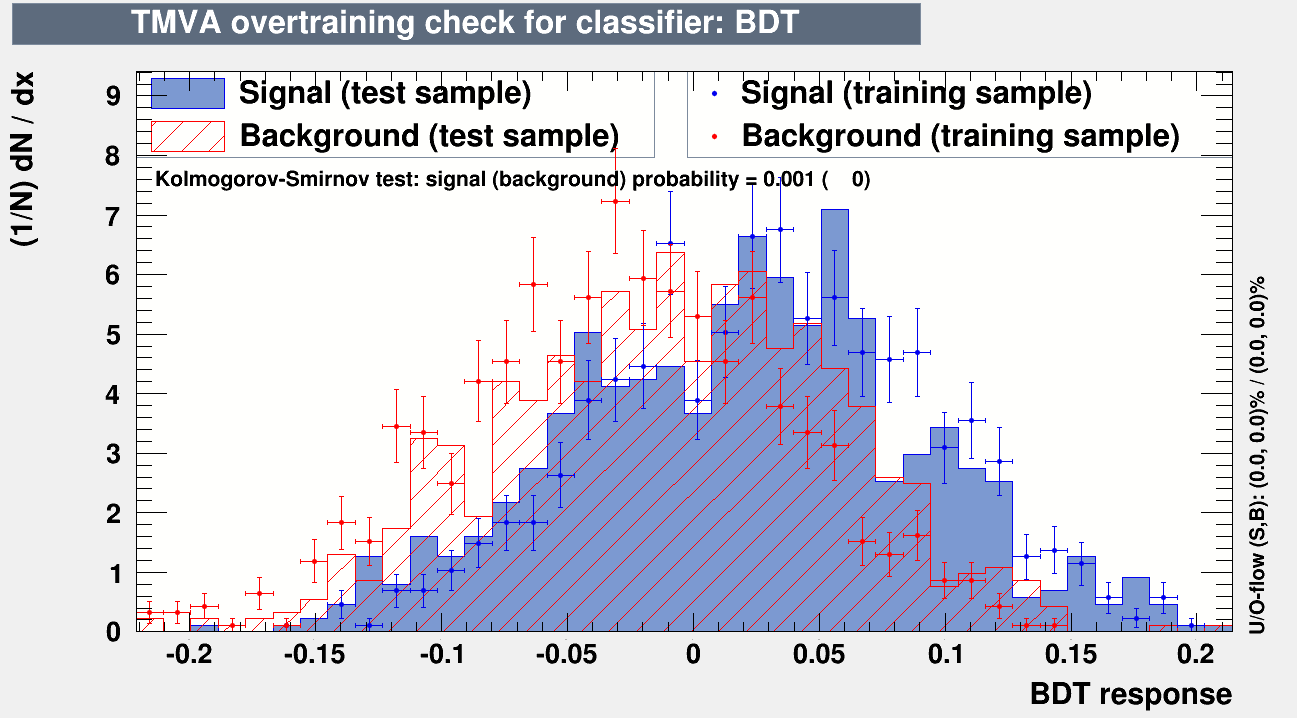 TMVA overtraining check for classifier: BDT
Signal (test sample)
Background (test sample)
Signal (training sample)
Background (training sample)
Kolmogorov-Smirnov test: signal (background) probability = 0.001 ( 0)
(1/N) dN / dx
9
8
7
6
5
4
3
2
1
0
-0.2 -0.15 -0.1 -0.05 0 0.05 0.1 0.15 0.2
BDT response
U/O-flow (S,B): (0.0, 0.0)% / (0.0, 0.0)%